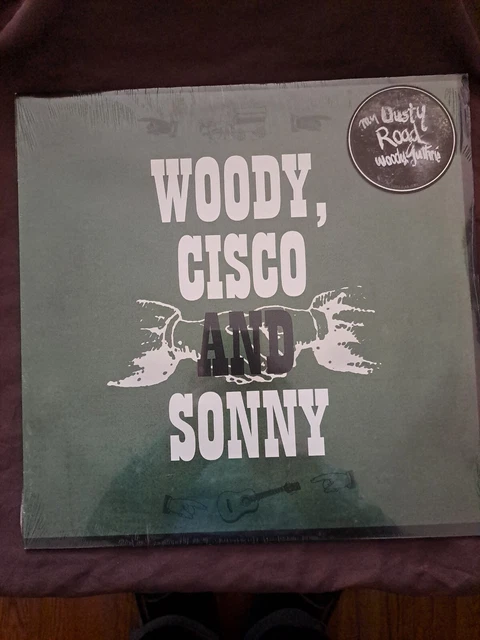 my Dusty
Road
woody guthrie
WOODY,
CISCO
AND
SONNY